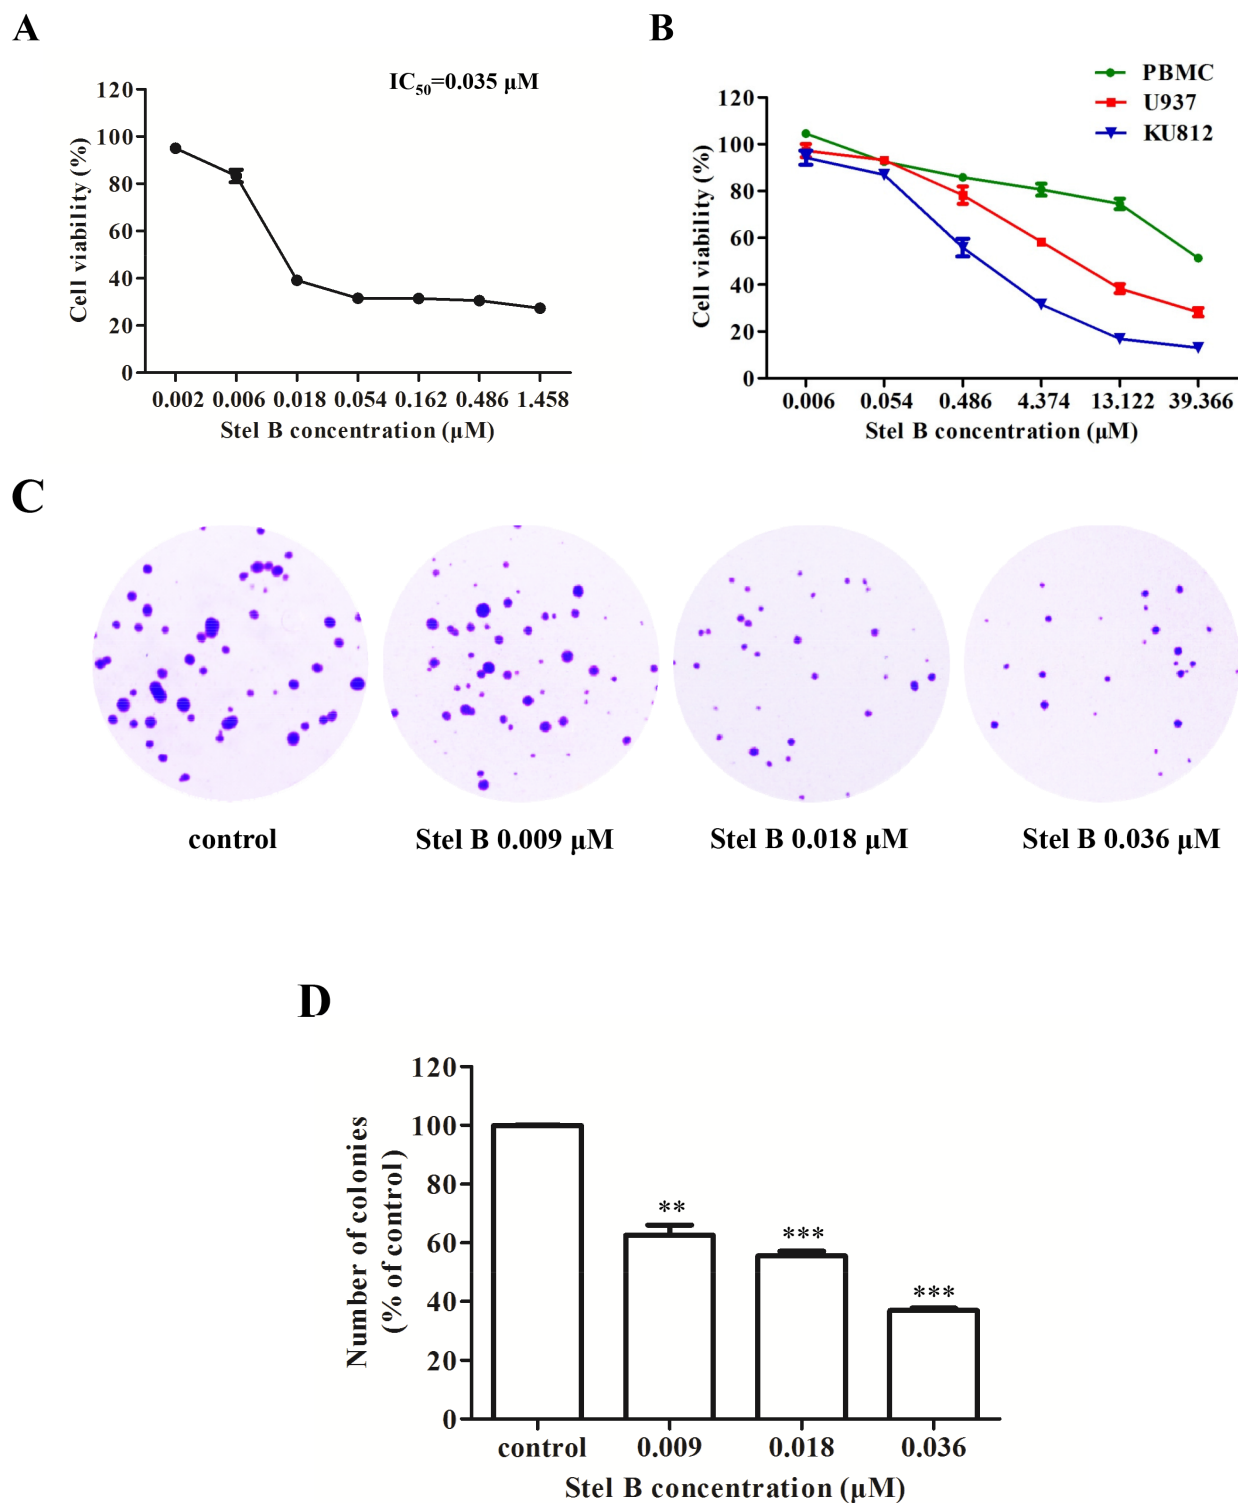 A
IC50=0.035 μM
120
100
80
60
40
20
0
Cell viability (%)
0.002 0.006 0.018 0.054 0.162 0.486 1.458
Stel B concentration (μM)
B
PBMC
U937
KU812
120
100
80
60
40
20
0
Cell viability (%)
0.006 0.054 0.486 4.374 13.122 39.366
Stel B concentration (μM)
C
control
Stel B 0.009 μM
Stel B 0.018 μM
Stel B 0.036 μM
D
120
100
80
60
40
20
0
Number of colonies
(% of control)
**
***
***
control 0.009 0.018 0.036
Stel B concentration (μM)